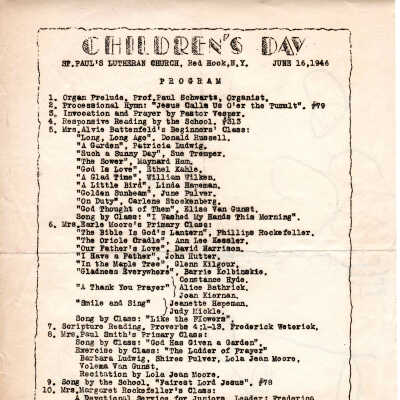 CHILDREN'S DAY
ST.PAUL'S LUTHERAN CHURCH, Red Hook,N.Y. JUNE 16,1946
PROGRAM
1. Organ Prelude, Prof.Paul Schwartz, Organist.
2. Processional Hymn: "Jesus Calls Us O'er the Tumult". #79
3. Invocation and Prayer by Pastor Vesper.
4. Responsive Reading by the School. #313
5. Mrs.Alvie Battenfeld's Beginners' Class:
"Long, Long Ago". Donald Russell.
"A Garden", Patricia Ludwig.
"Such a Sunny Day", Sue Tremper.
"The Sower", Maynard Ham.
"God Is Love", Ethel Kahle.
"A Glad Time", William Wilken.
"A Little Bird", Linda Hapeman.
"Golden Sunbeam", June Pulver.
"On Duty", Carlene Stockenberg.
"God Thought of Them", Elise Van Gunst.
Song by Class: "I Washed My Hands This Morning".
6. Mrs.Earle Moore's Primary Class:
"The Bible Is God's Lantern", Phillips Rockefeller.
"The Oriole Cradle", Ann Lee Kessler.
"Our Father's Love", David Harrison.
"I Have a Father", John Rutter.
"In the Maple Tree", Glenn Kilgour.
"Gladness Everywhere", Barrie Kolbinskie.
Constance Hyde.
"A Thank You Prayer" Alice Bathrick.
Joan Kiernan.
"Smile and Sing" Jeanette Hapeman.
Judy Mickle.
Song by Class: "Like the Flowers".
7. Scripture Reading, Proverbs 4:1-13, Frederick Weterick.
8. Mrs.Paul Smith's Primary Class:
Song by Class: "God Has Given a Garden".
Exercise by Class: "The Ladder of Prayer"
Barbara Ludwig, Shires Pulver, Lola Jean Moore,
Volema Van Gunst.
Recitation by Lola Jean Moore.
9. Song by the School, "Fairest Lord Jesus". #78
10. Mrs.Margaret Rockefeller's Class:
A Devotional Service for Juniors. Leader: Frederica